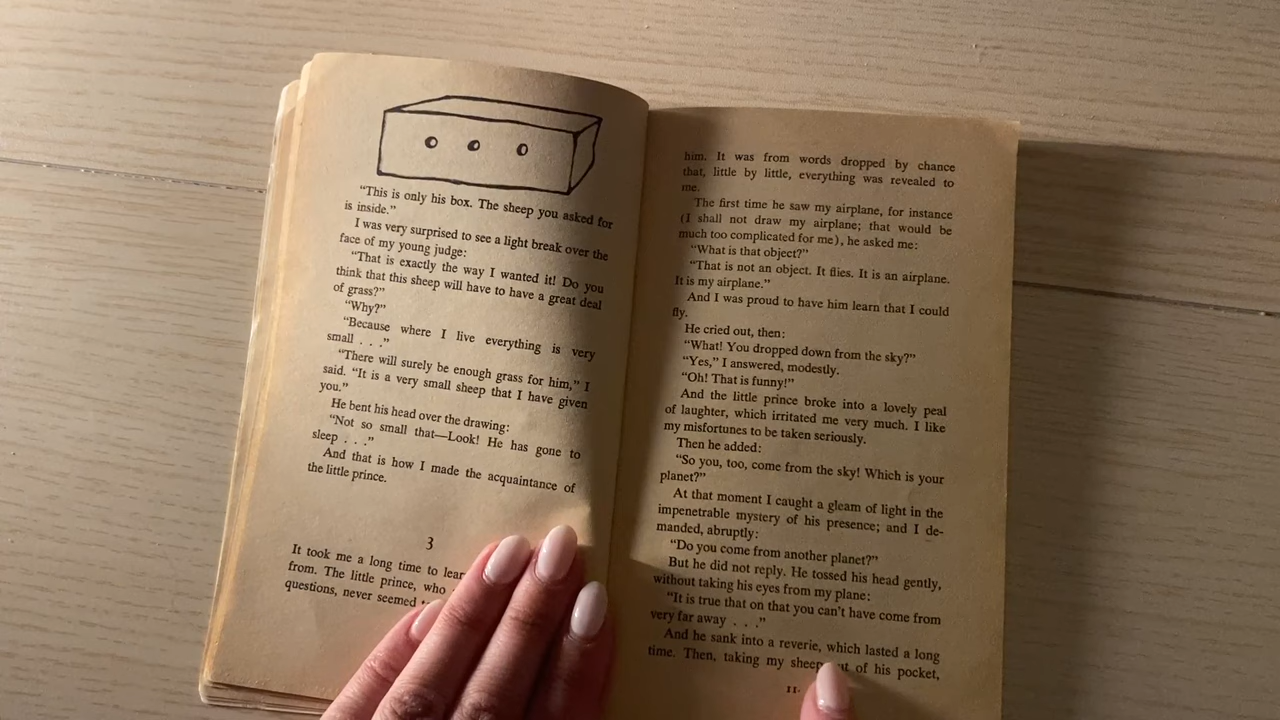 “This is only his box. The sheep you asked for
is inside.”
I was very surprised to see a light break over the
face of my young judge:
“That is exactly the way I wanted it! Do you
think that this sheep will have to have a great deal
of grass?”
“Why?”
“Because where I live everything is very
small . . .”
“There will surely be enough grass for him,” I
said. “It is a very small sheep that I have given
you.”
He bent his head over the drawing:
“Not so small that—Look! He has gone to
sleep . . .”
And that is how I made the acquaintance of
the little prince.
3
It took me a long time to
from. The little prince, who
questions, never seemed
him. It was from words dropped by chance
that, little by little, everything was revealed to
me.
The first time he saw my airplane, for instance
(I shall not draw my airplane; that would be
much too complicated for me), he asked me:
“What is that object?”
“That is not an object. It flies. It is an airplane.
It is my airplane.”
And I was proud to have him learn that I could
fly.
He cried out, then:
“What! You dropped down from the sky?”
“Yes,” I answered, modestly.
“Oh! That is funny!”
And the little prince broke into a lovely peal
of laughter, which irritated me very much. I like
my misfortunes to be taken seriously.
Then he added:
“So you, too, come from the sky! Which is your
planet?”
At that moment I caught a gleam of light in the
impenetrable mystery of his presence; and I de-
manded, abruptly:
“Do you come from another planet?”
But he did not reply. He tossed his head gently,
without taking his eyes from my plane:
“It is true that on that you can’t have come from
very far away . . .”
And he sank into a reverie, which lasted a long
time. Then, taking my sheep of his pocket,
11